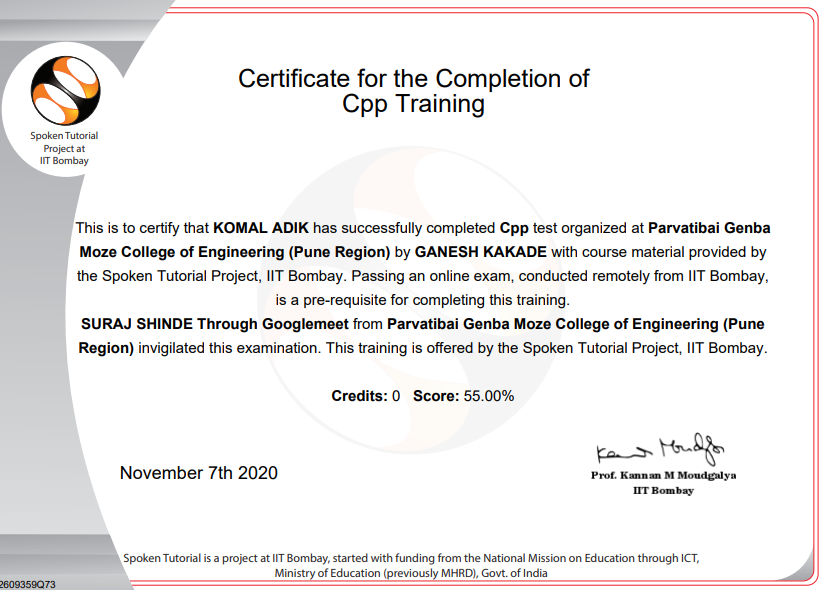 Certificate for the Completion of
Cpp Training
Spoken Tutorial
Project at
IIT Bombay
This is to certify that KOMAL ADIK has successfully completed Cpp test organized at Parvatibai Genba
Moze College of Engineering (Pune Region) by GANESH KAKADE with course material provided by
the Spoken Tutorial Project, IIT Bombay. Passing an online exam, conducted remotely from IIT Bombay,
is a pre-requisite for completing this training.
SURAJ SHINDE Through Googlemeet from Parvatibai Genba Moze College of Engineering (Pune
Region) invigilated this examination. This training is offered by the Spoken Tutorial Project, IIT Bombay.
Credits: 0 Score: 55.00%
November 7th 2020
Prof. Kannan M Moudgalya
IIT Bombay
Spoken Tutorial is a project at IIT Bombay, started with funding from the National Mission on Education through ICT,
Ministry of Education (previously MHRD), Govt. of India
2609359Q73